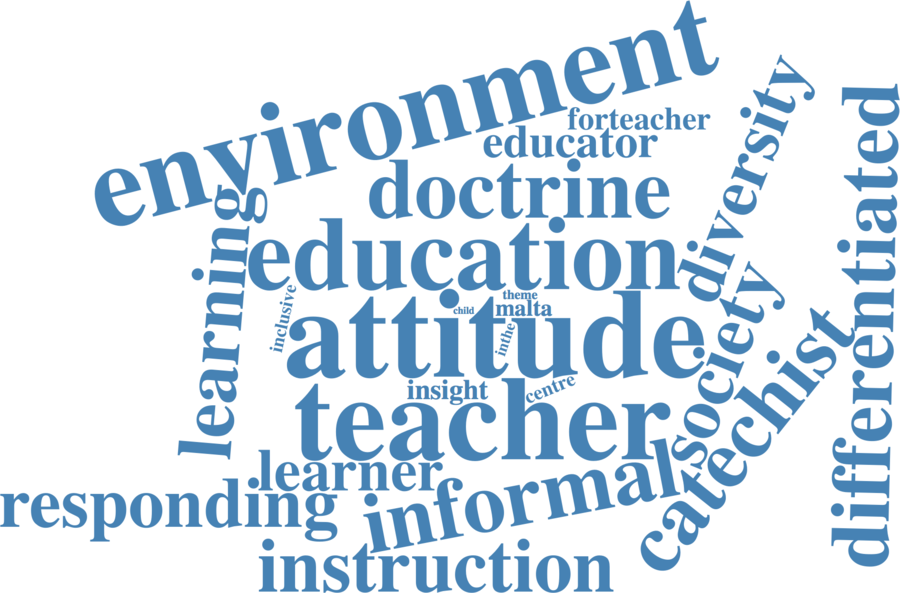 environment
forteacher
educator
diversity
differentiated
doctrine
learning
education
inclusive
theme
child
malta
inthe
attitude
society
catechist
insight
centre
teacher
learner
informal
responding
instruction